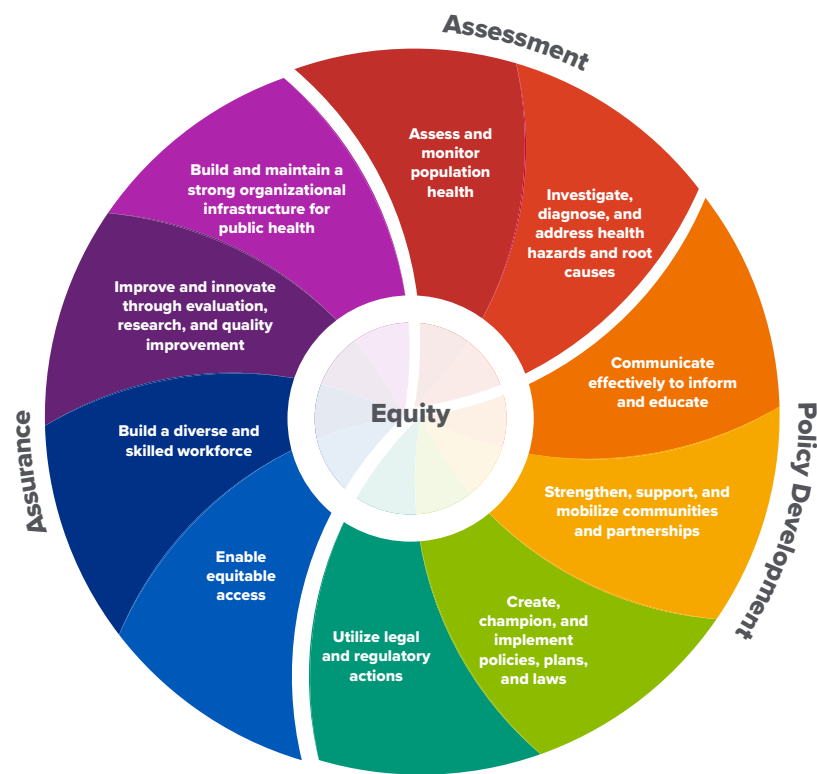 Assessment
Assess and
monitor
population
health
Investigate,
diagnose, and
address health
hazards and root
causes
Policy Development
Communicate
effectively to inform
and educate
Strengthen, support, and
mobilize communities
and partnerships
Create,
champion, and
implement
policies, plans,
and laws
Utilize legal
and regulatory
actions
Assurance
Enable
equitable
access
Build a diverse and
skilled workforce
Improve and innovate
through evaluation,
research, and quality
improvement
Build and maintain a
strong organizational
infrastructure for
public health
Equity